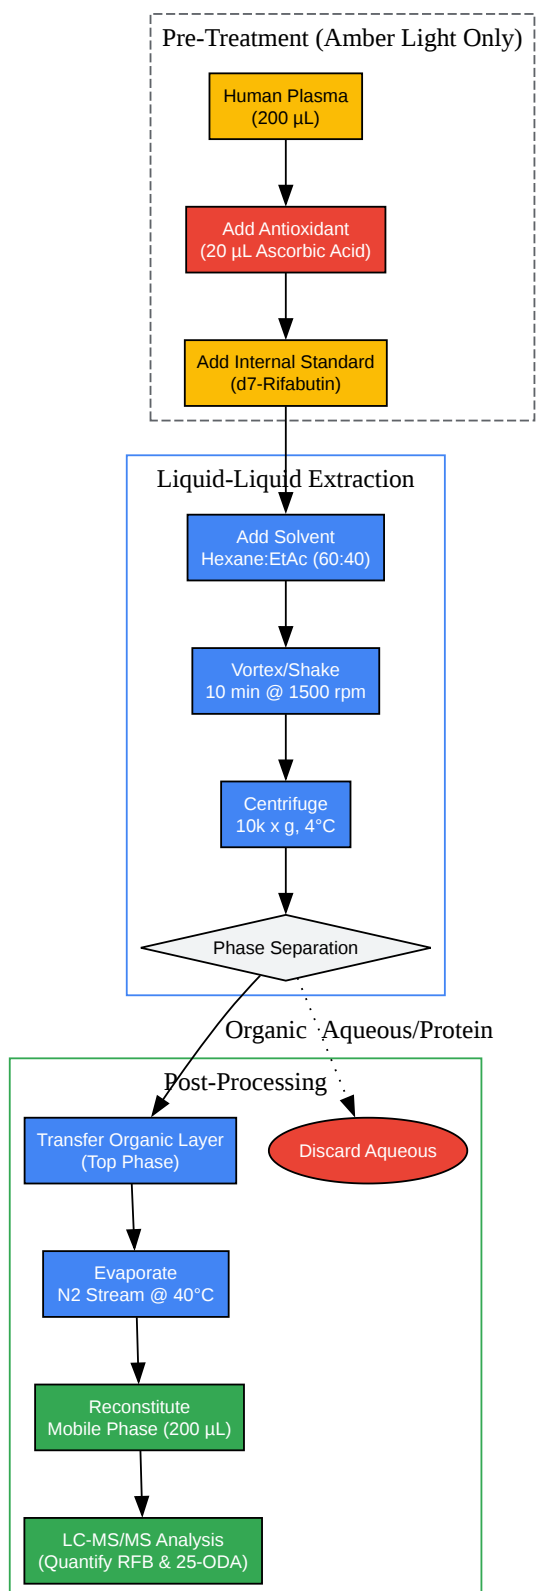 Pre-Treatment (Amber Light Only)
Human Plasma
(200 µL)
Add Antioxidant
(20 µL Ascorbic Acid)
Add Internal Standard
(d7-Rifabutin)
Liquid-Liquid Extraction
Add Solvent
Hexane:EtAc (60:40)
Vortex/Shake
10 min @ 1500 rpm
Centrifuge
10k x g, 4°C
Phase Separation
Organic
Aqueous/Protein
Post-Processing
Transfer Organic Layer
(Top Phase)
Discard Aqueous
Evaporate
N2 Stream @ 40°C
Reconstitute
Mobile Phase (200 µL)
LC-MS/MS Analysis
(Quantify RFB & 25-ODA)